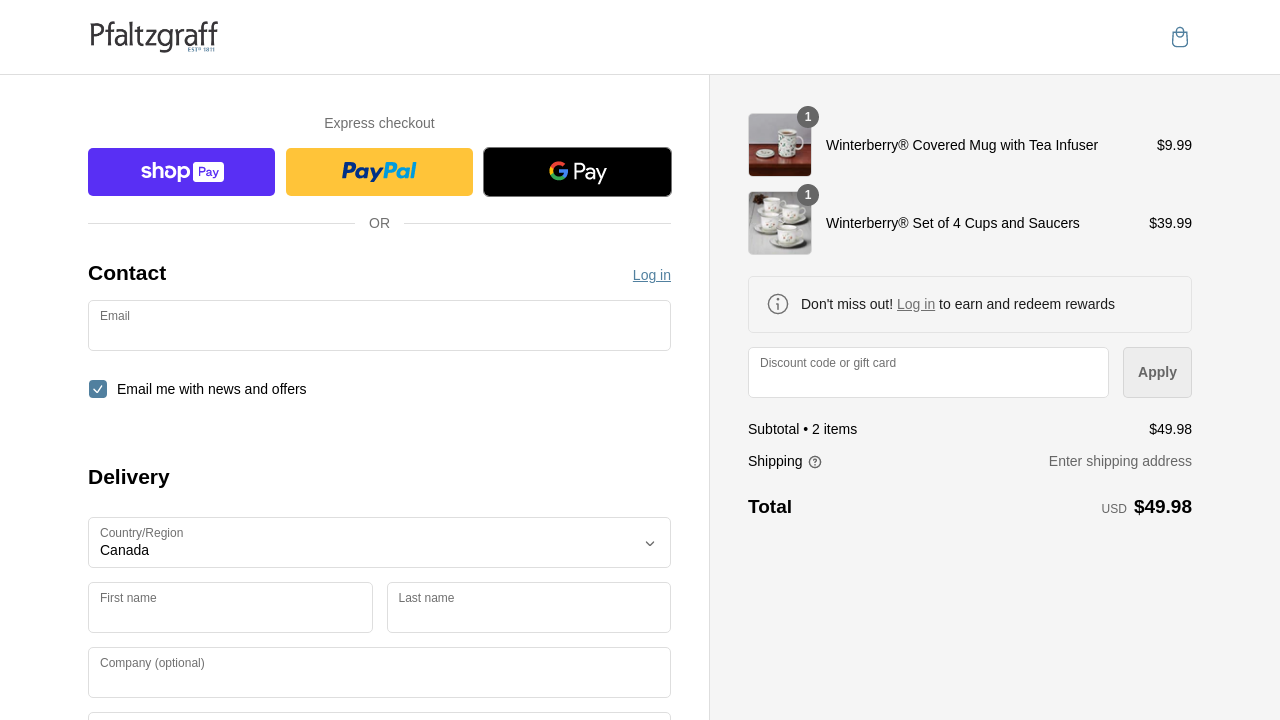 Pfaltzgraff
ESTD 1811
Express checkout
shop Pay
PayPal
G Pay
OR
Contact
Log in
Email
Email me with news and offers
Delivery
Country/Region
Canada
First name
Last name
Company (optional)
1
Winterberry® Covered Mug with Tea Infuser
$9.99
1
Winterberry® Set of 4 Cups and Saucers
$39.99
Don't miss out! Log in to earn and redeem rewards
Discount code or gift card
Apply
Subtotal • 2 items
$49.98
Shipping
Enter shipping address
Total
USD $49.98